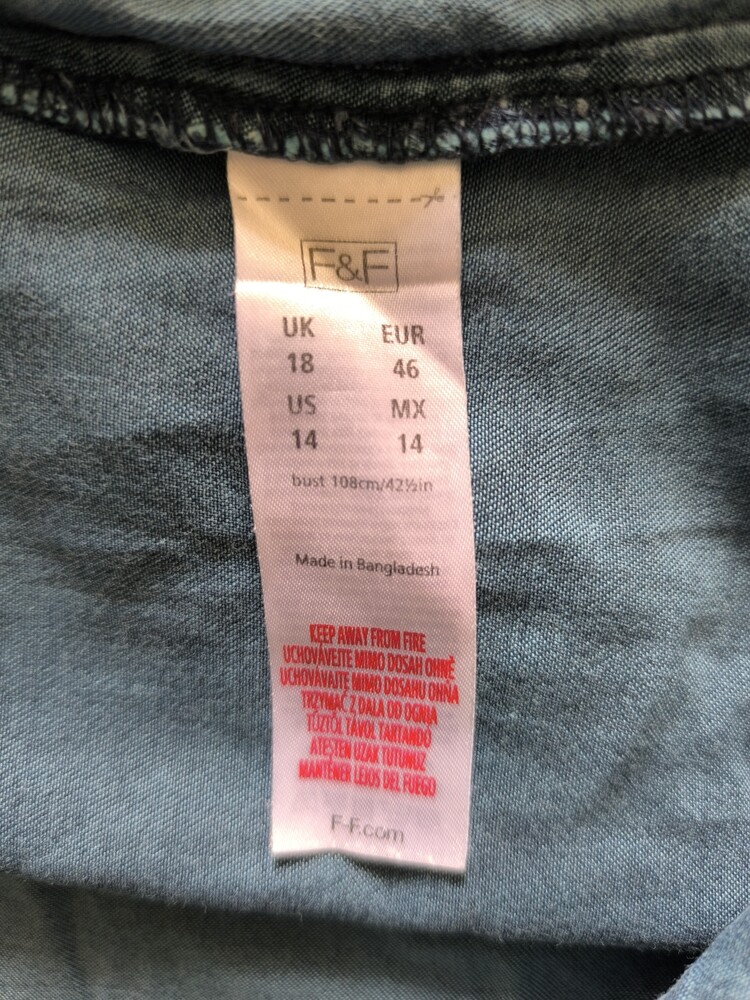 F&F
UK EUR
18 46
US MX
14 14
bust 108cm/42½in
Made in Bangladesh
KEEP AWAY FROM FIRE
UCHOVÁVEJTE MIMO DOSAH OHNĚ
UCHOVÁVAJTE MIMO DOSAHU OHŇA
TRZYMAĆ Z DALA OD OGNIA
TŰZTŐL TÁVOL TARTANDÓ
ATEŞTEN UZAK TUTUNUZ
MANTÉNER LEJOS DEL FUEGO
F-F.com